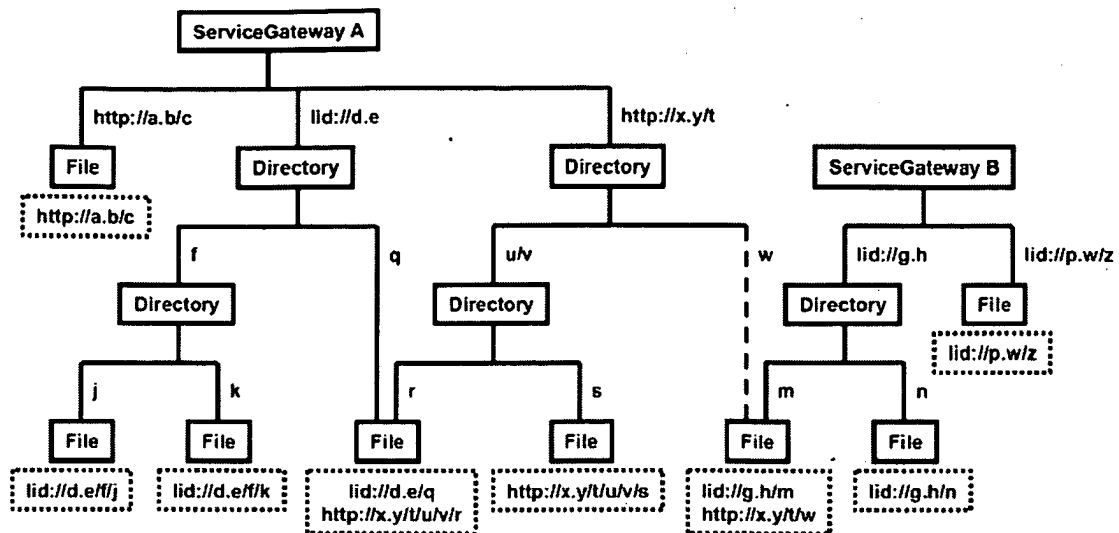 ServiceGateway A
http://a.b/c
lid://d.e
http://x.y/t
File
Directory
Directory
ServiceGateway B
http://a.b/c
f
q
u/v
w
lid://g.h
lid://p.w/z
Directory
Directory
Directory
File
lid://p.w/z
j
k
r
s
m
n
File
File
File
File
File
File
lid://d.e/f/j
lid://d.e/f/k
lid://d.e/q
http://x.y/t/u/v/r
http://x.y/t/u/v/s
lid://g.h/m
http://x.y/t/w
lid://g.h/n